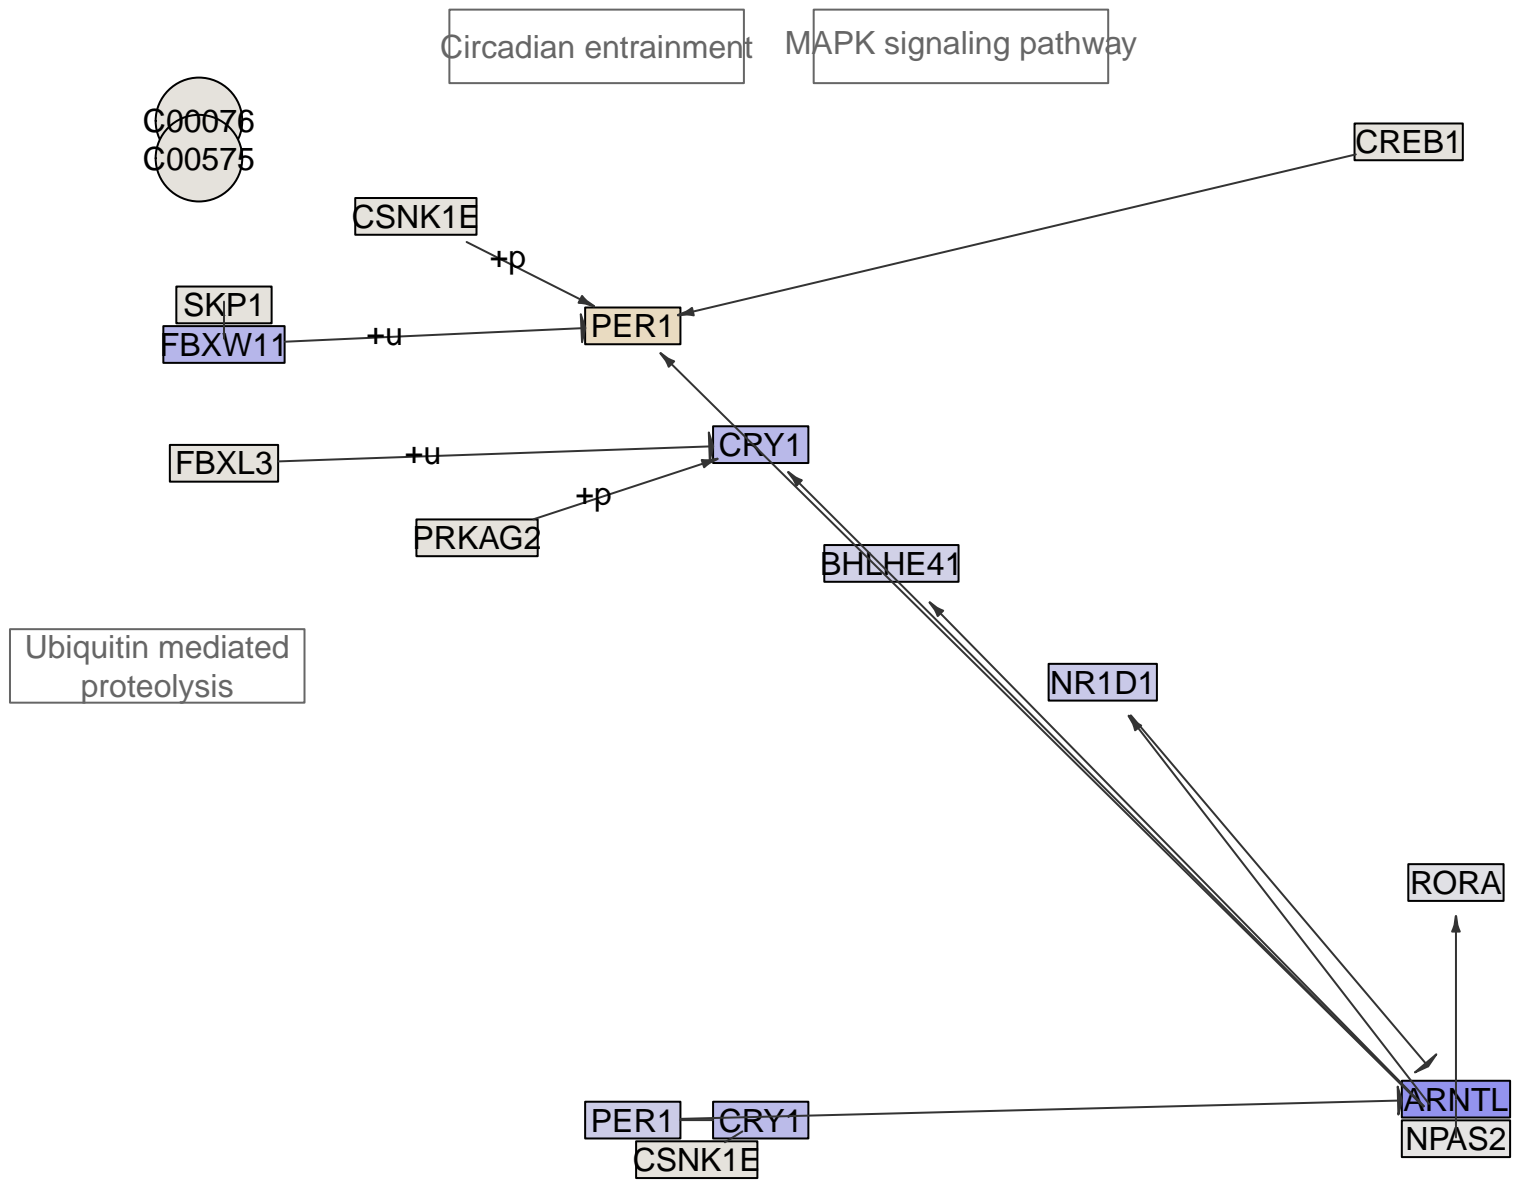 Circadian entrainment
MAPK signaling pathway
C00076
C00575
CREB1
CSNK1E
+p
SKP1
FBXW11
+u
PER1
FBXL3
+u
CRY1
+p
PRKAG2
BHLHE41
Ubiquitin mediated
proteolysis
NR1D1
RORA
ARNTL
NPAS2
PER1
CRY1
CSNK1E